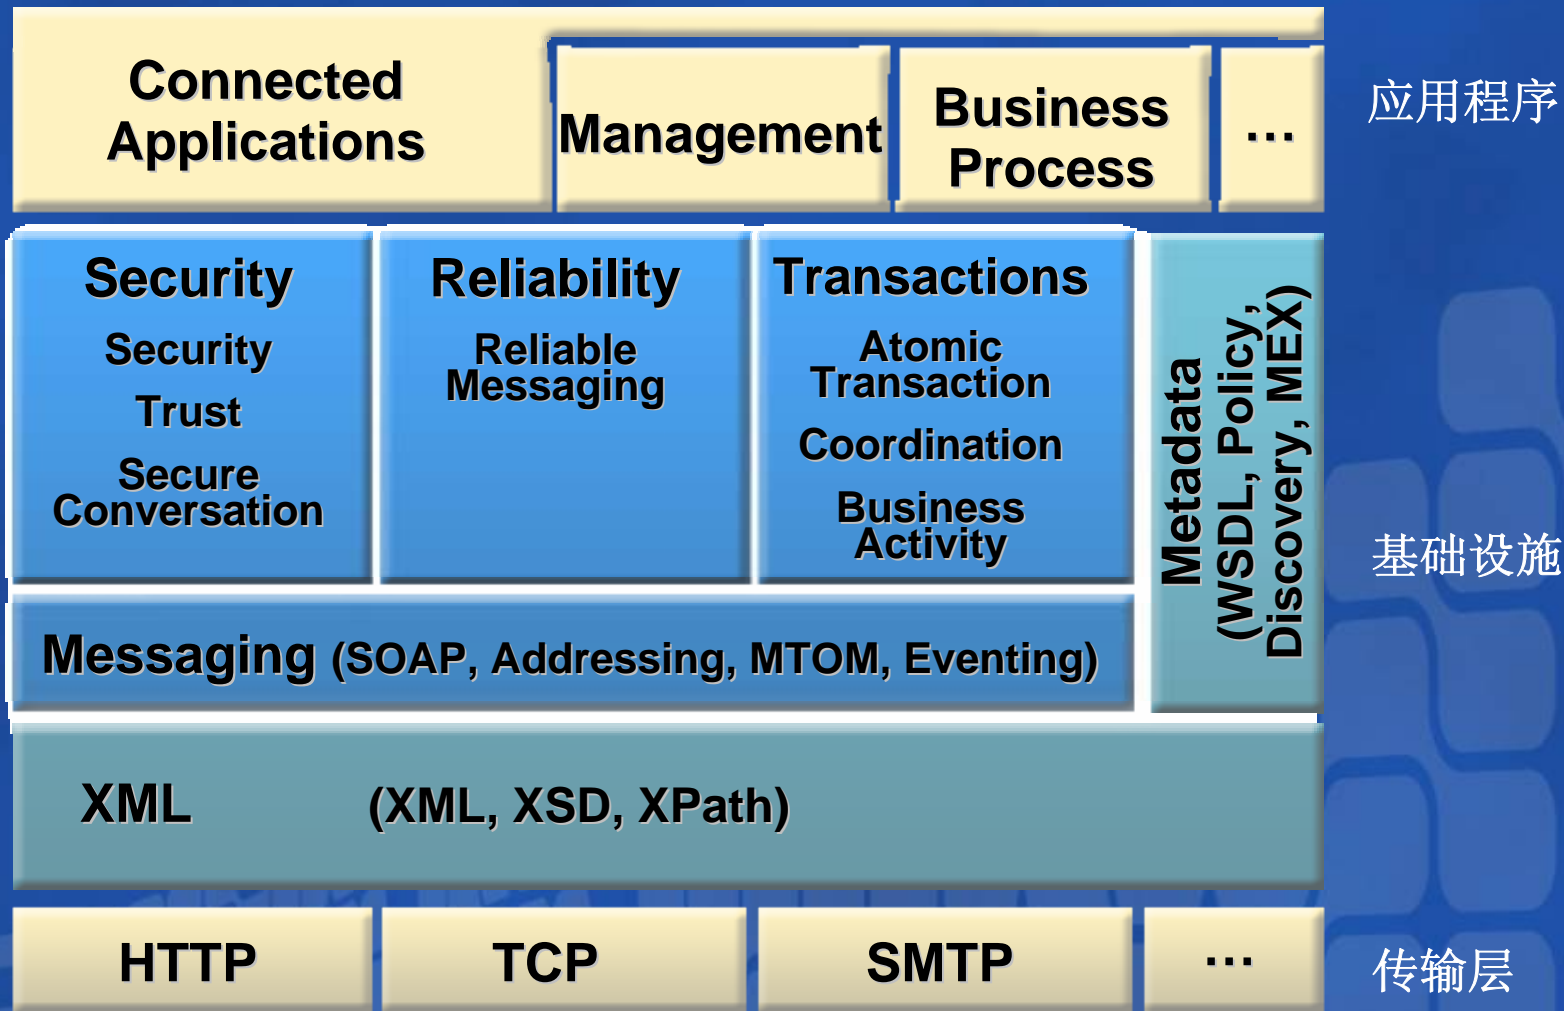 Connected
Applications
Management
Business
Process
...
应用程序
Security
Security
Trust
Secure
Conversation
Reliability
Reliable
Messaging
Transactions
Atomic
Transaction
Coordination
Business
Activity
Metadata
(WSDL, Policy,
Discovery, MEX)
基础设施
Messaging (SOAP, Addressing, MTOM, Eventing)
XML (XML, XSD, XPath)
HTTP
TCP
SMTP
...
传输层